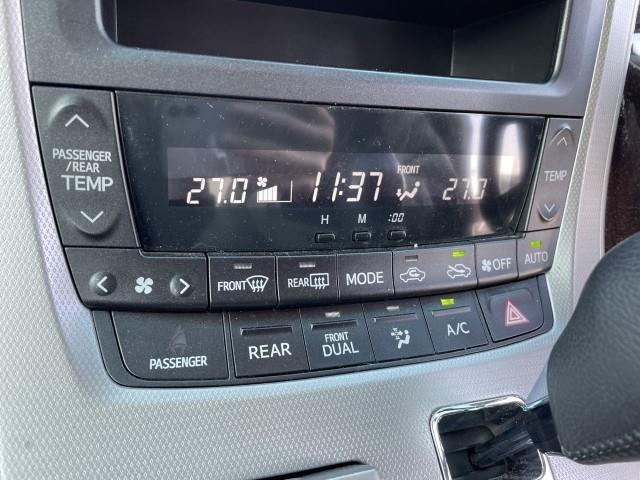 PASSENGER
/REAR
TEMP
27.0 11:37 FRONT 27.0
TEMP
H M :00
FRONT REAR MODE OFF AUTO
PASSENGER REAR FRONT DUAL A/C